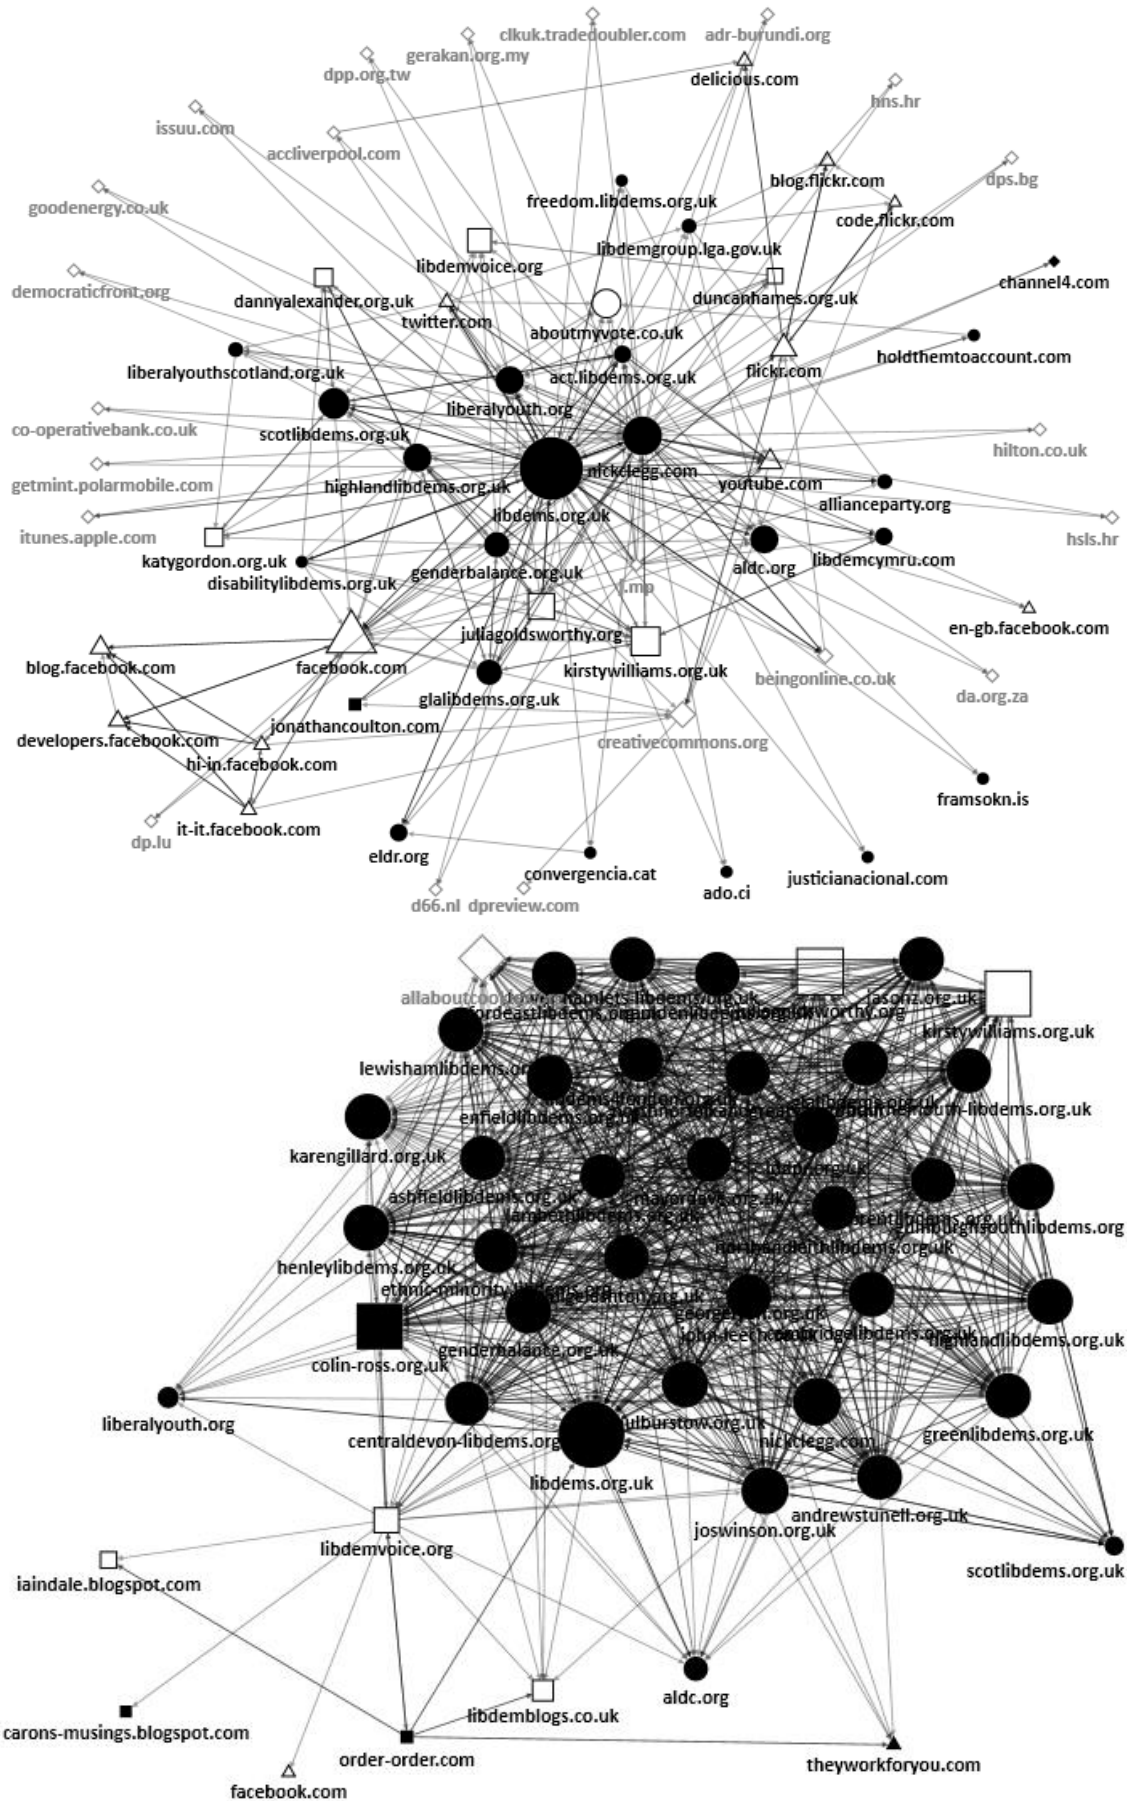 clkuk.tradedoubler.com
adr-burundi.org
gerakan.org.my
dpp.org.tw
delicious.com
hns.hr
issuu.com
accliverpool.com
blog.flickr.com
dps.bg
goodenergy.co.uk
freedom.libdems.org.uk
code.flickr.com
libdemgroup.lga.gov.uk
libdemvoice.org
channel4.com
democraticfront.org
dannyalexander.org.uk
duncanhames.org.uk
twitter.com
aboutmyvote.co.uk
holdthemtoaccount.com
liberalyouthscotland.org.uk
act.libdems.org.uk
flickr.com
liberalyouth.org
co-operativebank.co.uk
scotlibdems.org.uk
hilton.co.uk
nickclegg.com
getmint.polarmobile.com
highlandlibdems.org.uk
youtube.com
allianceparty.org
libdems.org.uk
itunes.apple.com
hsls.hr
katygordon.org.uk
libdemcymru.com
aldc.org
genderbalance.org.uk
disabilitylibdems.org.uk
f.mp
en-gb.facebook.com
juliagoldsworthy.org
blog.facebook.com
facebook.com
kirstywilliams.org.uk
beingonline.co.uk
da.org.za
glalibdems.org.uk
jonathancoulton.com
developers.facebook.com
creativecommons.org
hi-in.facebook.com
framsokn.is
it-it.facebook.com
dp.lu
eldr.org
convergencia.cat
justicianacional.com
ado.ci
d66.nl
dpreview.com
jasonz.org.uk
kirstywilliams.org.uk
enfieldlibdems.org.uk
karengillard.org.uk
ashfieldlibdems.org.uk
lambethlibdems.org.uk
northandleithlibdems.org.uk
henleylibdems.org.uk
genderbalance.org.uk
highlandlibdems.org.uk
colin-ross.org.uk
liberalyouth.org
centraldevon-libdems.org
nickclegg.com
greenlibdems.org.uk
libdems.org.uk
andrewstunell.org.uk
joswinson.org.uk
libdemvoice.org
scotlibdems.org.uk
iaindale.blogspot.com
aldc.org
libdemblogs.co.uk
carons-musings.blogspot.com
order-order.com
theyworkforyou.com
facebook.com